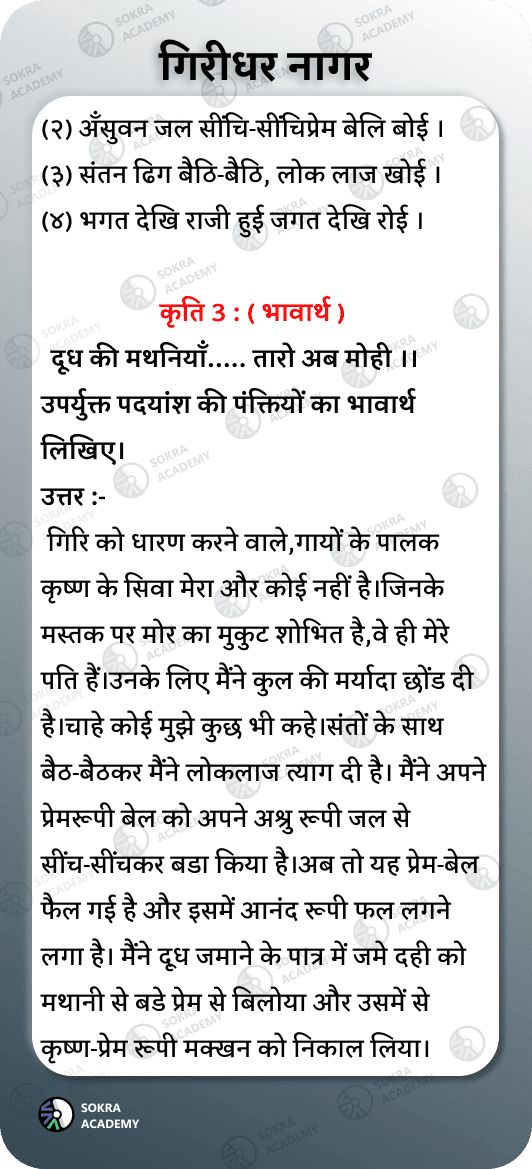 गिरीधर नागर
(२) अँसुवन जल सींचि-सींचिप्रेम बेलि बोई ।
(३) संतन ढिग बैठि-बैठि, लोक लाज खोई ।
(४) भगत देखि राजी हुई जगत देखि रोई ।
कृति 3 : ( भावार्थ )
दूध की मथनियाँ..... तारो अब मोही ।।
उपर्युक्त पदयांश की पंक्तियों का भावार्थ
लिखिए।
उत्तर :-
गिरि को धारण करने वाले,गायों के पालक
कृष्ण के सिवा मेरा और कोई नहीं है।जिनके
मस्तक पर मोर का मुकुट शोभित है,वे ही मेरे
पति हैं।उनके लिए मैंने कुल की मर्यादा छोंड दी
है।चाहे कोई मुझे कुछ भी कहे।संतों के साथ
बैठ-बैठकर मैंने लोकलाज त्याग दी है। मैंने अपने
प्रेमरूपी बेल को अपने अश्रु रूपी जल से
सींच-सींचकर बडा किया है।अब तो यह प्रेम-बेल
फैल गई है और इसमें आनंद रूपी फल लगने
लगा है। मैंने दूध जमाने के पात्र में जमे दही को
मथानी से बडे प्रेम से बिलोया और उसमें से
कृष्ण-प्रेम रूपी मक्खन को निकाल लिया।
SOKRA
ACADEMY